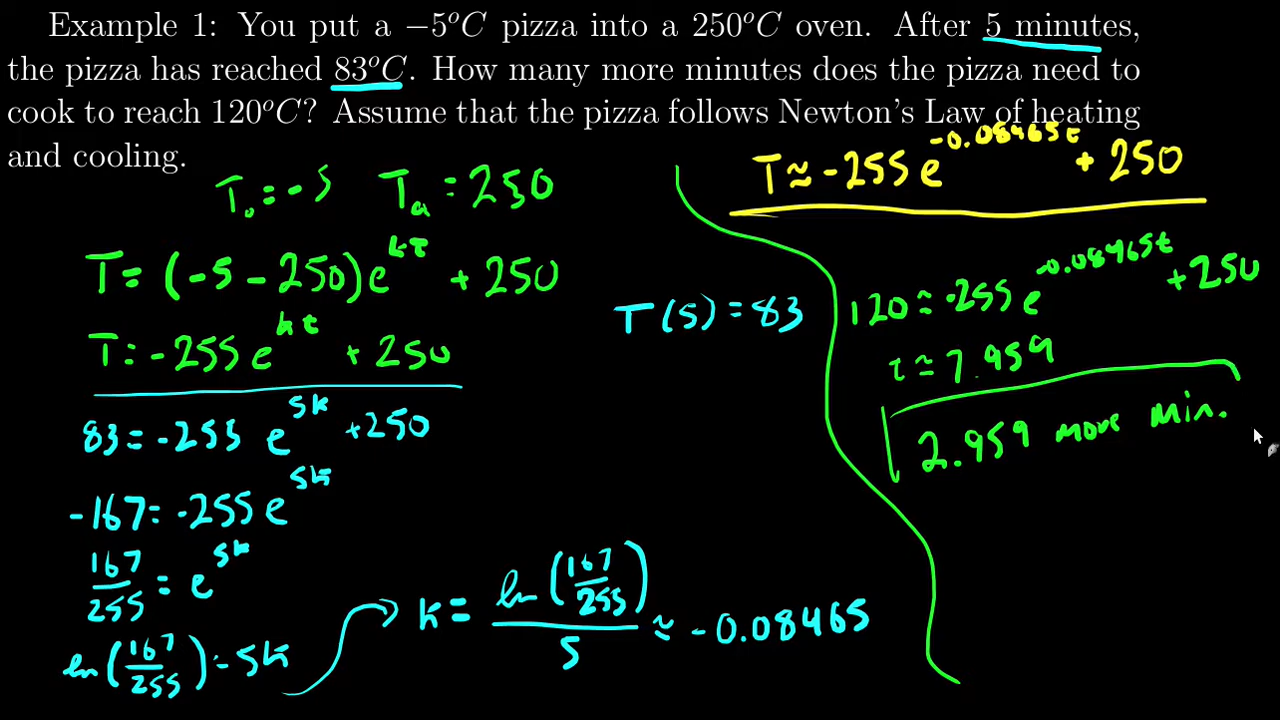 Example 1: You put a −5°C pizza into a 250°C oven. After 5 minutes,
the pizza has reached 83°C. How many more minutes does the pizza need to
cook to reach 120°C? Assume that the pizza follows Newton's Law of heating
and cooling.
T₀ = -5 Tₐ = 250
T = (-5 - 250)e^(kt) + 250
T = -255e^(kt) + 250
83 = -255 e^(5k) + 250
-167 = -255 e^(5k)
167/255 = e^(5k)
ln(167/255) = 5k
k = ln(167/255)/5 ≈ -0.08465
T(5) = 83
T ≈ -255e^(-0.08465t) + 250
120 ≈ -255e^(-0.08465t) + 250
t ≈ 7.959
2.959 more min.